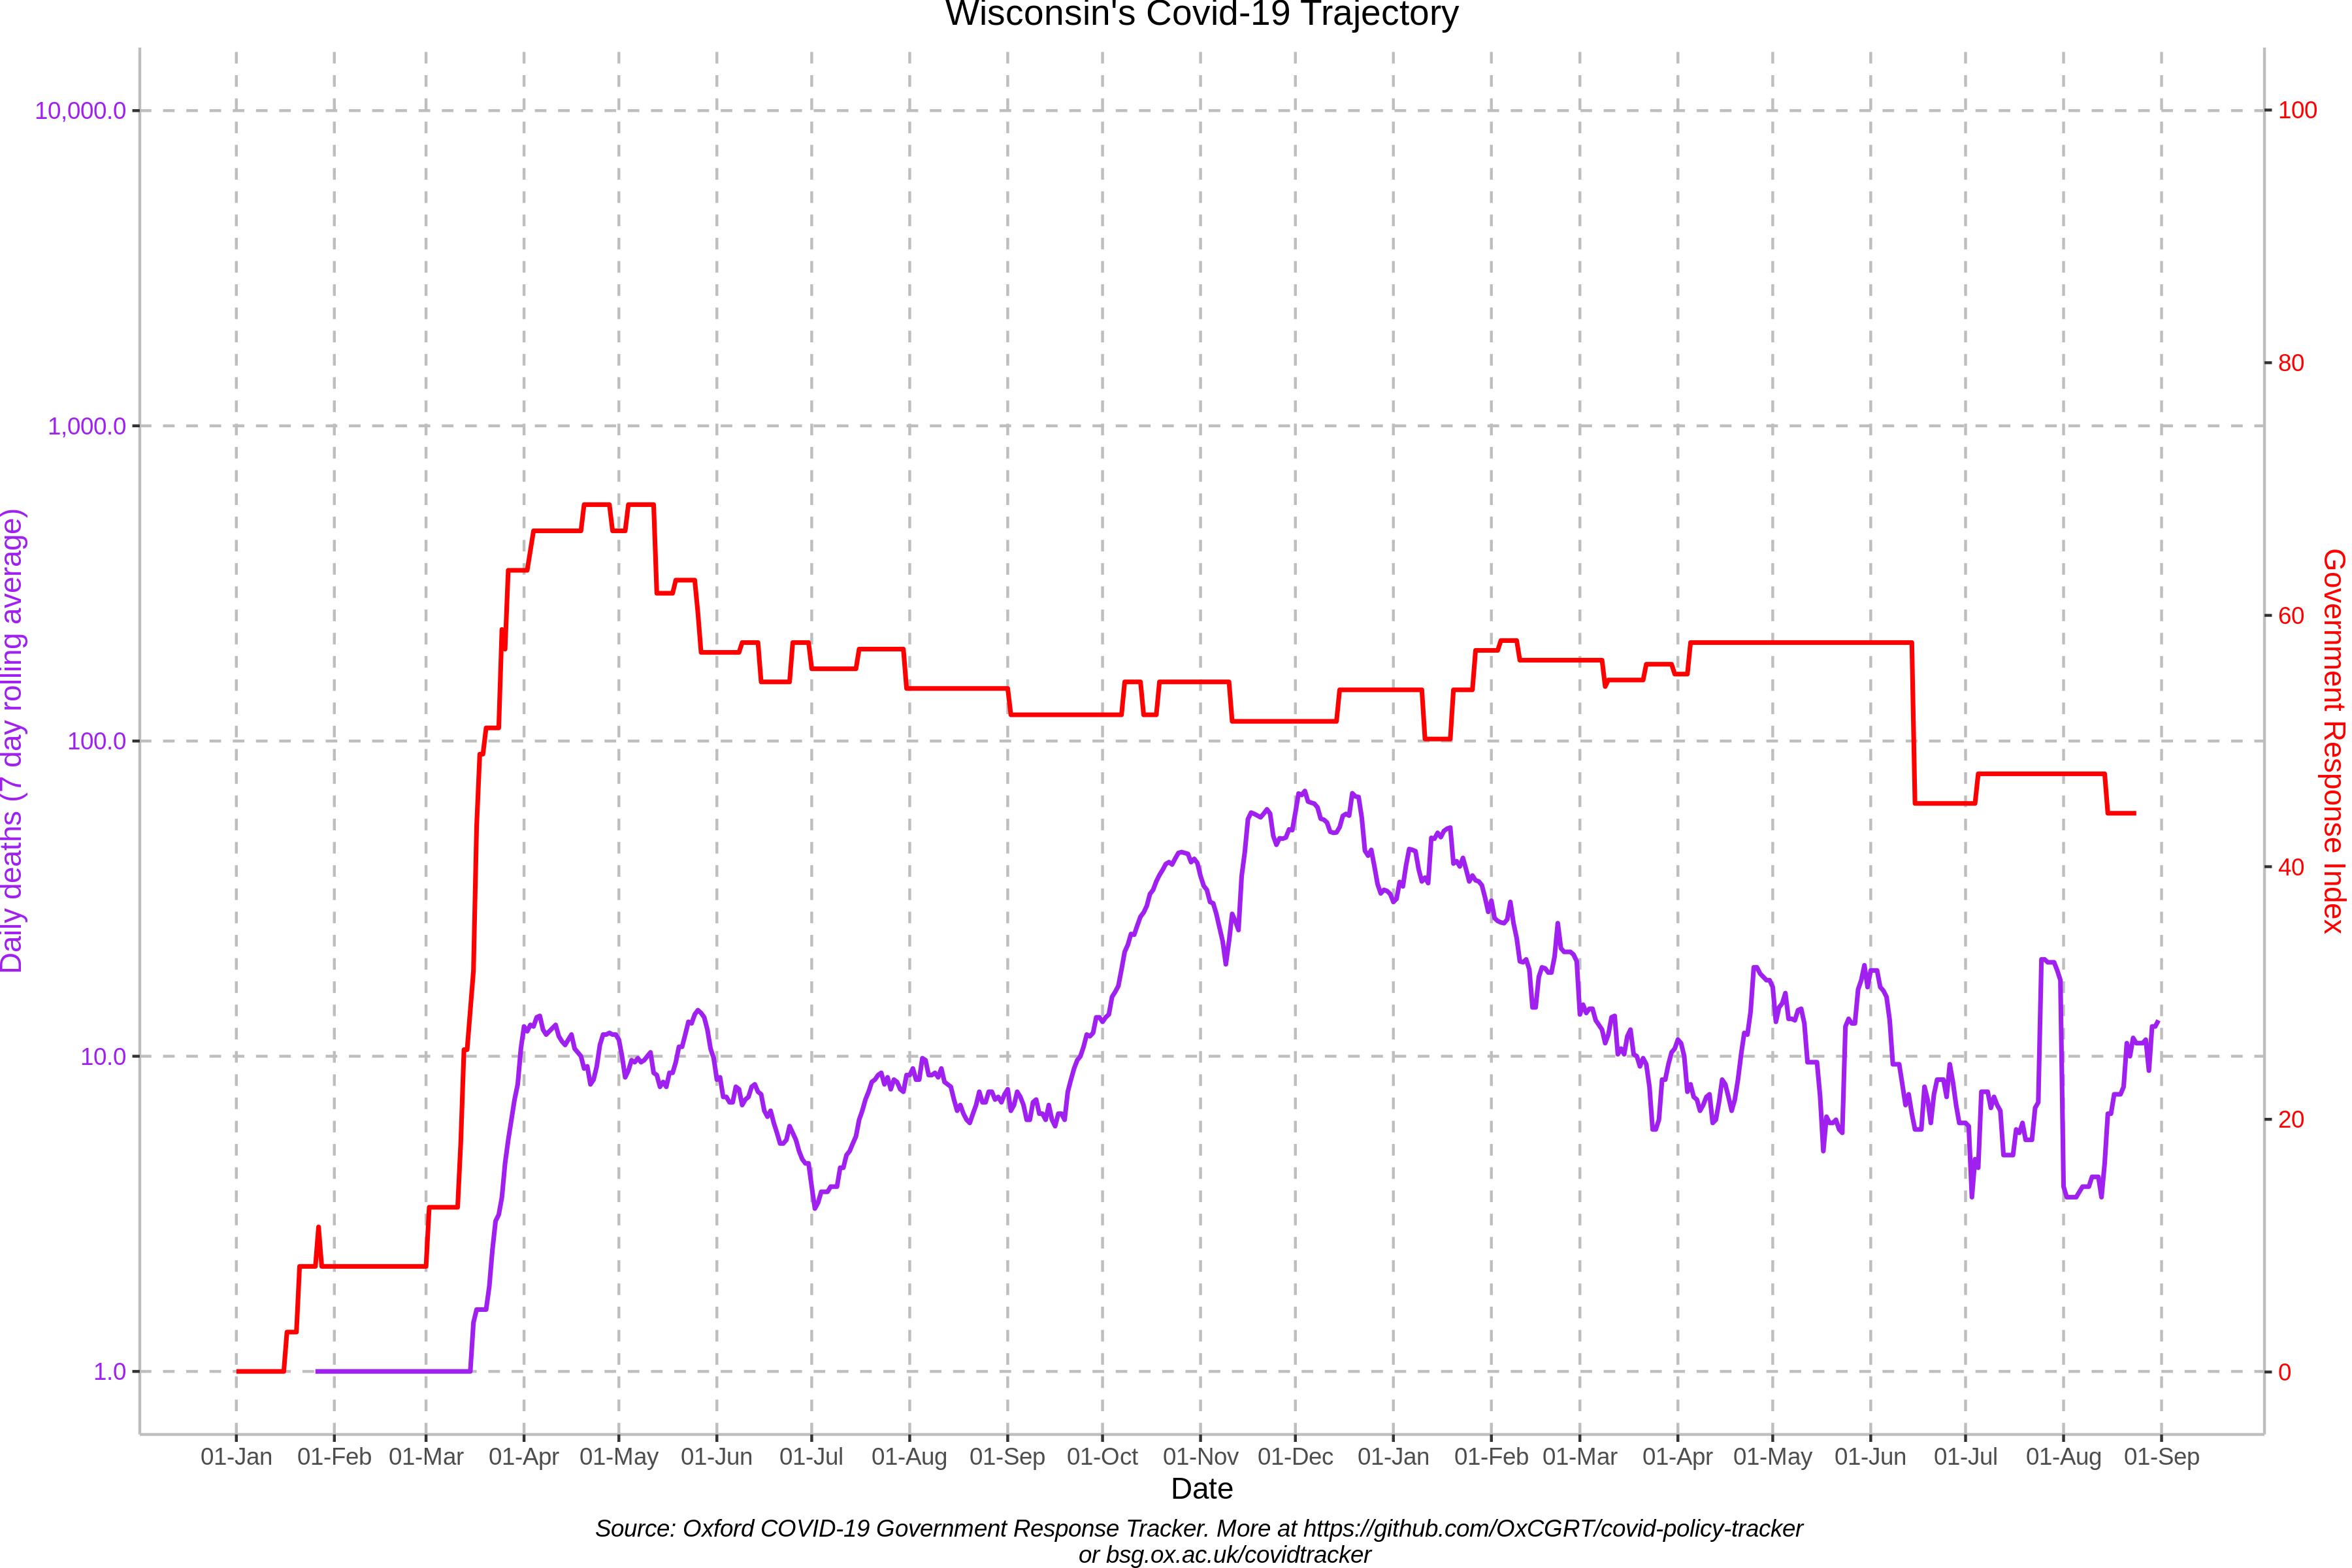 Wisconsin's Covid-19 Trajectory
Daily deaths (7 day rolling average)
10,000.0
1,000.0
100.0
10.0
1.0
Government Response Index
100
80
60
40
20
0
01-Jan 01-Feb 01-Mar 01-Apr 01-May 01-Jun 01-Jul 01-Aug 01-Sep 01-Oct 01-Nov 01-Dec 01-Jan 01-Feb 01-Mar 01-Apr 01-May 01-Jun 01-Jul 01-Aug 01-Sep
Date
Source: Oxford COVID-19 Government Response Tracker. More at https://github.com/OxCGRT/covid-policy-tracker
or bsg.ox.ac.uk/covidtracker